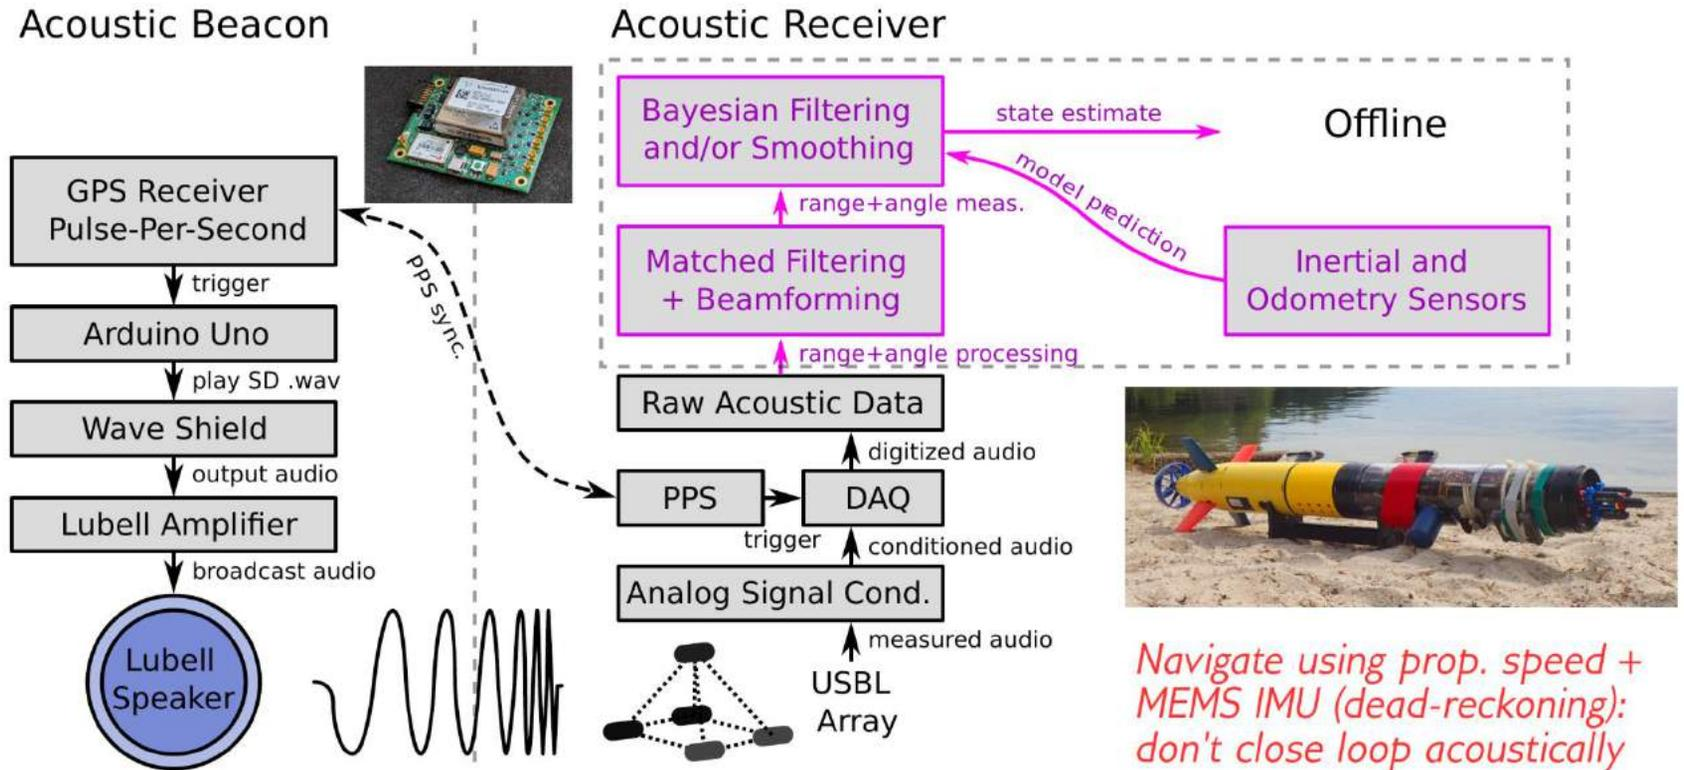 Acoustic Beacon
GPS Receiver
Pulse-Per-Second
trigger
Arduino Uno
play SD .wav
Wave Shield
output audio
Lubell Amplifier
broadcast audio
Lubell
Speaker
PPS sync.
Acoustic Receiver
Bayesian Filtering
and/or Smoothing
state estimate
Offline
model prediction
range+angle meas.
Matched Filtering
+ Beamforming
Inertial and
Odometry Sensors
range+angle processing
Raw Acoustic Data
digitized audio
PPS
DAQ
trigger
conditioned audio
Analog Signal Cond.
measured audio
USBL
Array
Navigate using prop. speed +
MEMS IMU (dead-reckoning):
don't close loop acoustically